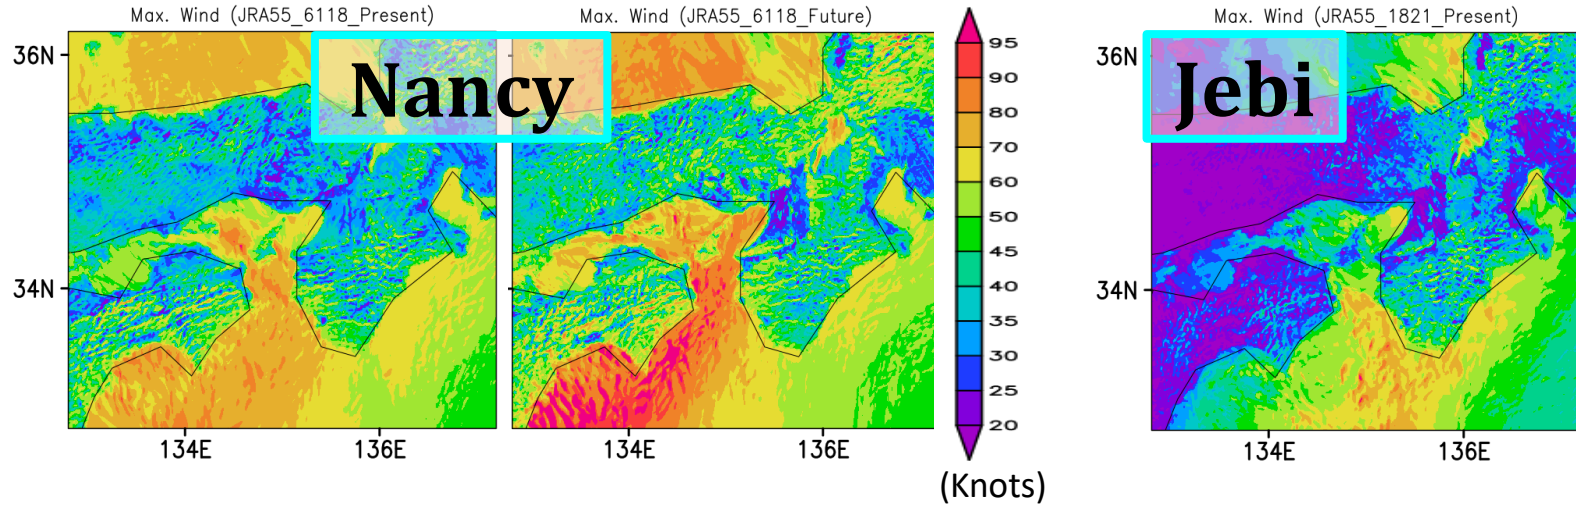 Max. Wind (JRA55_6118_Present)
Max. Wind (JRA55_6118_Future)
Max. Wind (JRA55_1821_Present)
36N
34N
134E
136E
Nancy
134E
136E
95
90
80
70
60
50
45
40
35
30
25
20
(Knots)
Jebi
36N
34N
134E
136E